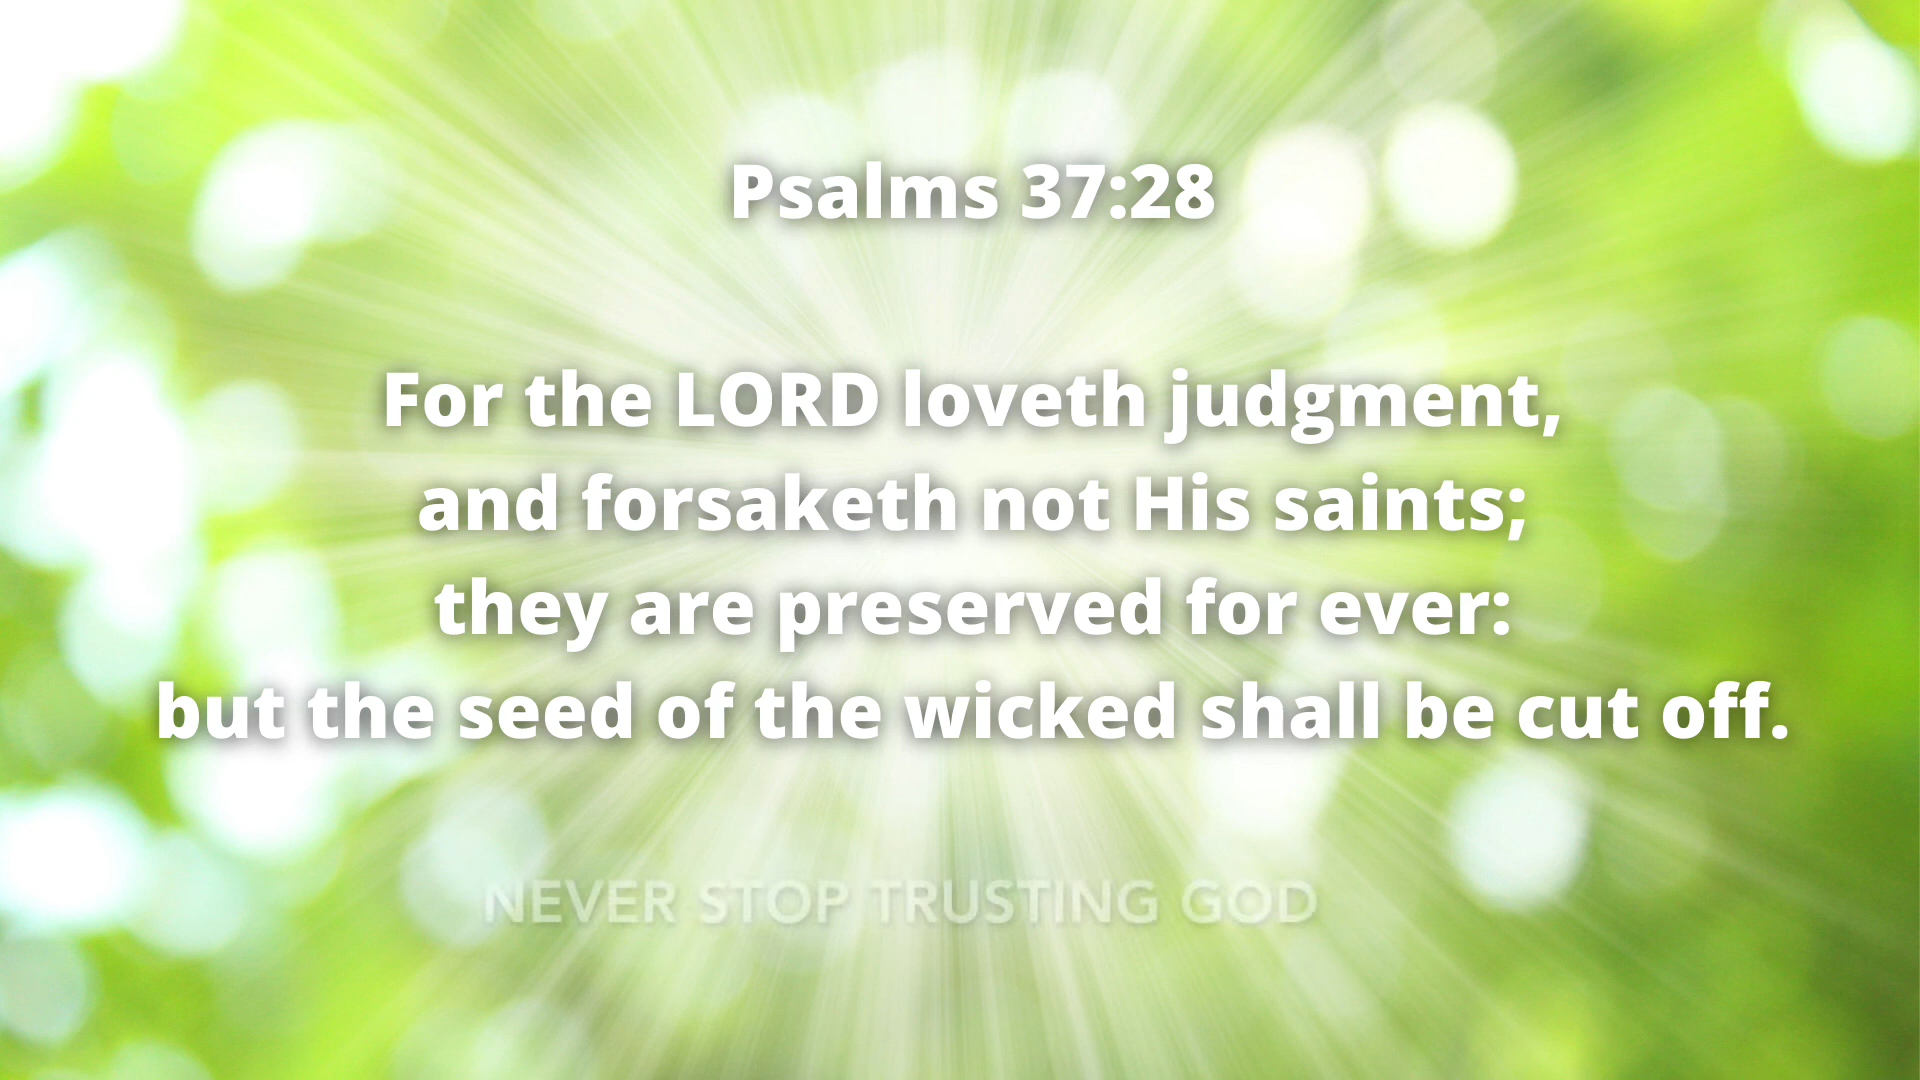 Psalms 37:28
For the LORD loveth judgment,
and forsaketh not His saints;
they are preserved for ever:
but the seed of the wicked shall be cut off.
NEVER STOP TRUSTING GOD